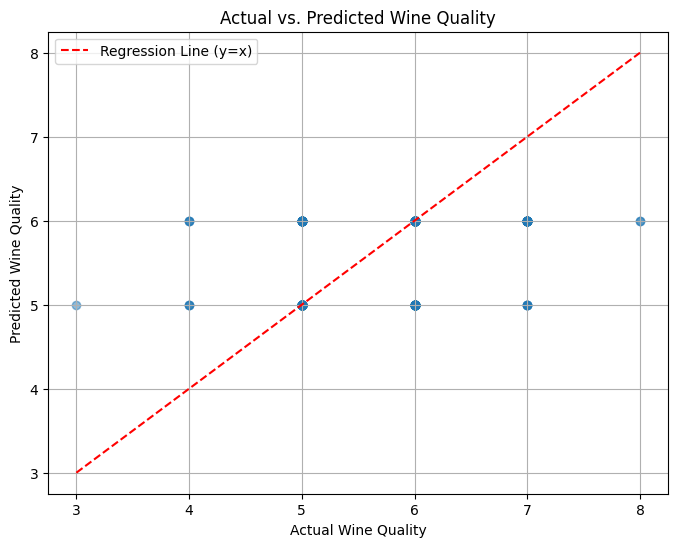 Actual vs. Predicted Wine Quality
Regression Line (y=x)
Predicted Wine Quality
8
7
6
5
4
3
3 4 5 6 7 8
Actual Wine Quality